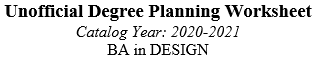 Unofficial Degree Planning Worksheet
Catalog Year: 2020-2021
BA in DESIGN